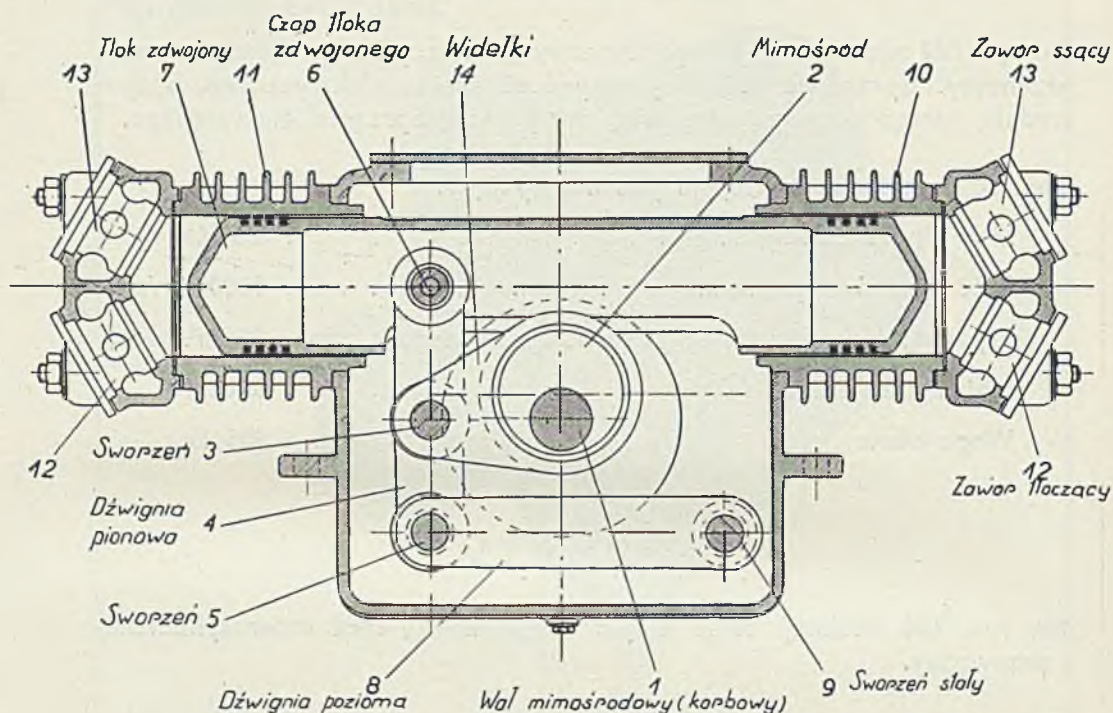 Czop tłoka
Tłok zdwojony zdwojonego Widełki Mimośród Zawór ssący
13 7 11 6 14 2 10 13
Sworzeń 3
12
12
Zawór tłoczący
Dźwignia
pionowa 4
Sworzeń 5
8
Dźwignia pozioma
1
Wał mimośrodowy (korbowy)
9 Sworzeń stały